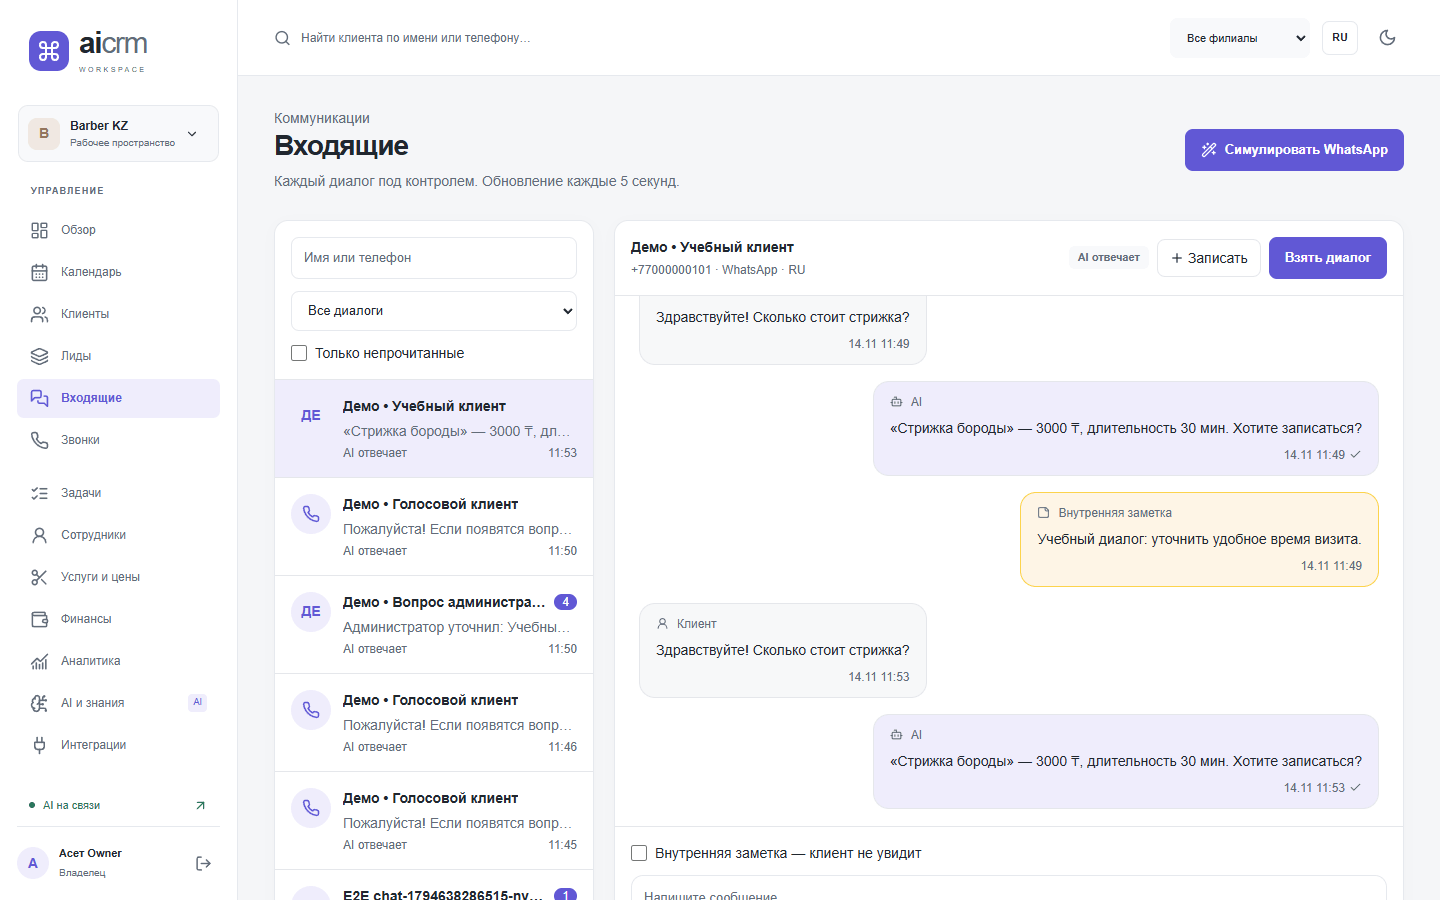 aicrm
WORKSPACE
B
Barber KZ
Рабочее пространство
УПРАВЛЕНИЕ
Обзор
Календарь
Клиенты
Лиды
Входящие
Звонки
Задачи
Сотрудники
Услуги и цены
Финансы
Аналитика
AI и знания
AI
Интеграции
AI на связи
A
Асет Owner
Владелец
Найти клиента по имени или телефону...
Все филиалы
RU
Коммуникации
Входящие
Каждый диалог под контролем. Обновление каждые 5 секунд.
Симулировать WhatsApp
Имя или телефон
Все диалоги
Только непрочитанные
ДЕ
Демо • Учебный клиент
«Стрижка бороды» — 3000 ₸, дл...
AI отвечает
11:53
Демо • Голосовой клиент
Пожалуйста! Если появятся вопр...
AI отвечает
11:50
ДЕ
Демо • Вопрос администра...
4
Администратор уточнил: Учебны...
AI отвечает
11:50
Демо • Голосовой клиент
Пожалуйста! Если появятся вопр...
AI отвечает
11:46
Демо • Голосовой клиент
Пожалуйста! Если появятся вопр...
AI отвечает
11:45
E2E chat-1794638286515-nv...
1
Демо • Учебный клиент
+77000000101 · WhatsApp · RU
AI отвечает
Записать
Взять диалог
Здравствуйте! Сколько стоит стрижка?
14.11 11:49
AI
«Стрижка бороды» — 3000 ₸, длительность 30 мин. Хотите записаться?
14.11 11:49
Внутренняя заметка
Учебный диалог: уточнить удобное время визита.
14.11 11:49
Клиент
Здравствуйте! Сколько стоит стрижка?
14.11 11:53
AI
«Стрижка бороды» — 3000 ₸, длительность 30 мин. Хотите записаться?
14.11 11:53
Внутренняя заметка — клиент не увидит
Напишите сообщение